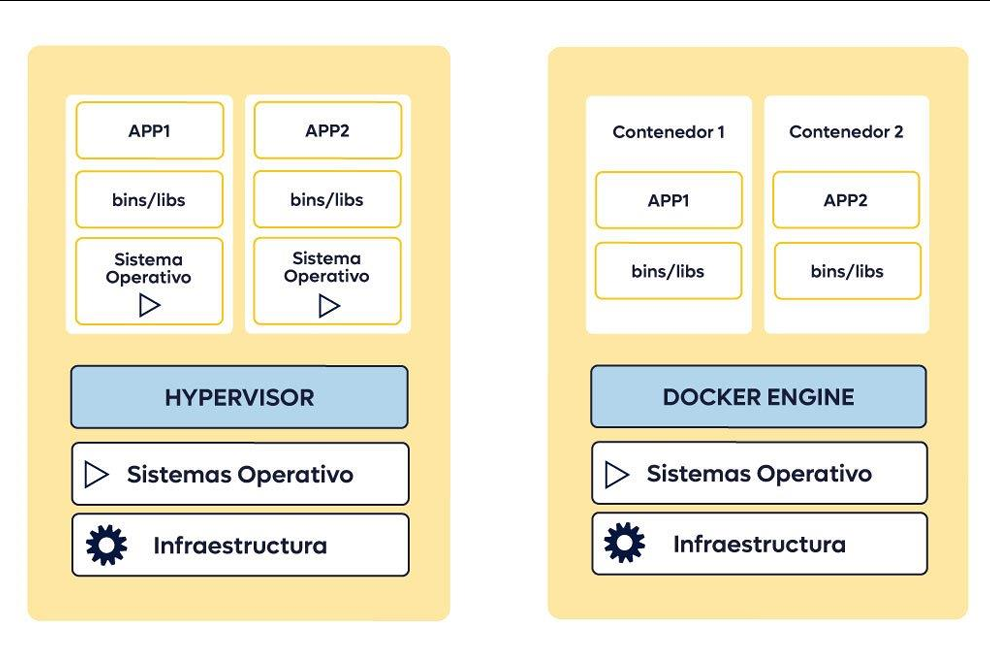 APP1
bins/libs
Sistema
Operativo
APP2
bins/libs
Sistema
Operativo
HYPERVISOR
Sistemas Operativo
Infraestructura
Contenedor 1
APP1
bins/libs
Contenedor 2
APP2
bins/libs
DOCKER ENGINE
Sistemas Operativo
Infraestructura